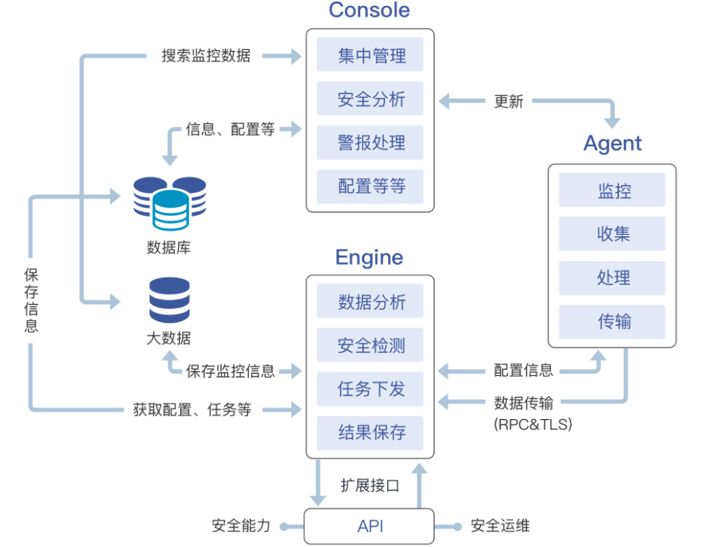 Console
搜索监控数据
集中管理
安全分析
更新
信息、配置等
警报处理
Agent
配置等等
监控
数据库
收集
Engine
处理
保存信息
数据分析
传输
大数据
安全检测
保存监控信息
配置信息
任务下发
获取配置、任务等
数据传输
(RPC&TLS)
结果保存
扩展接口
安全能力
API
安全运维